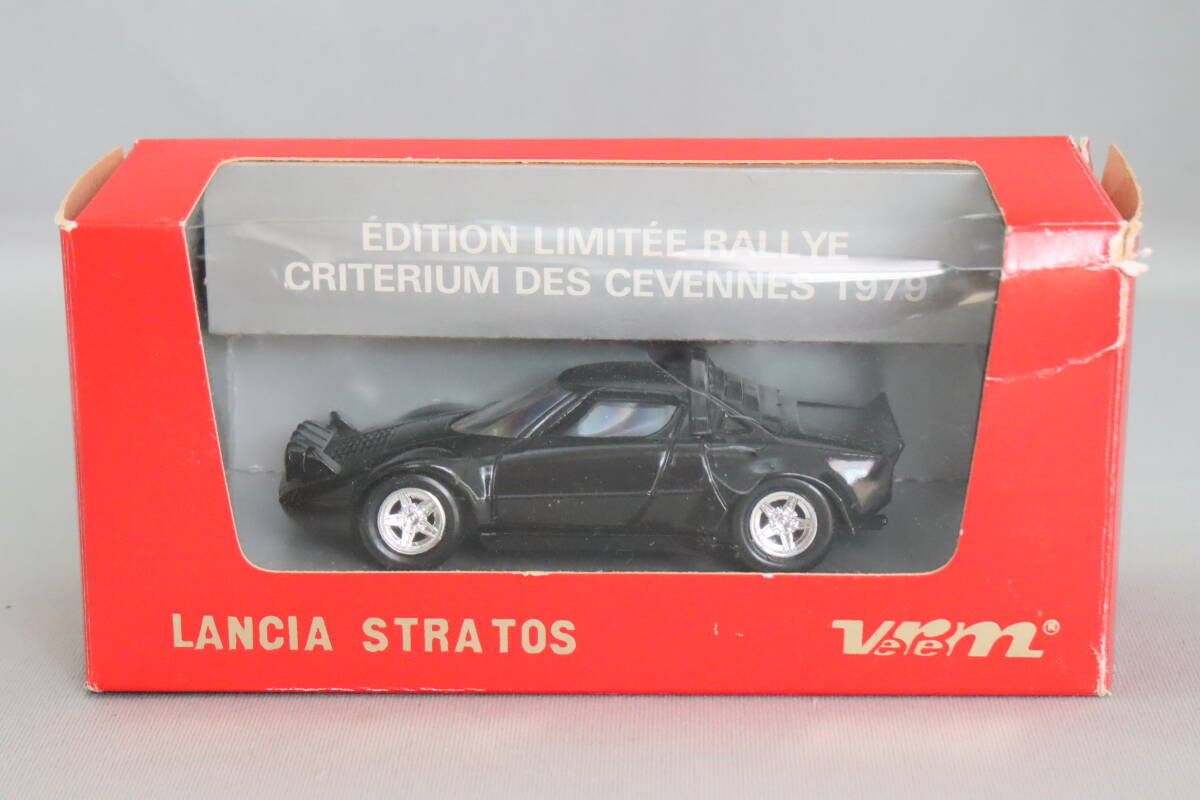 ÉDITION LIMITÉE RALLYE
CRITERIUM DES CEVENNES 1979
LANCIA STRATOS
Verem®